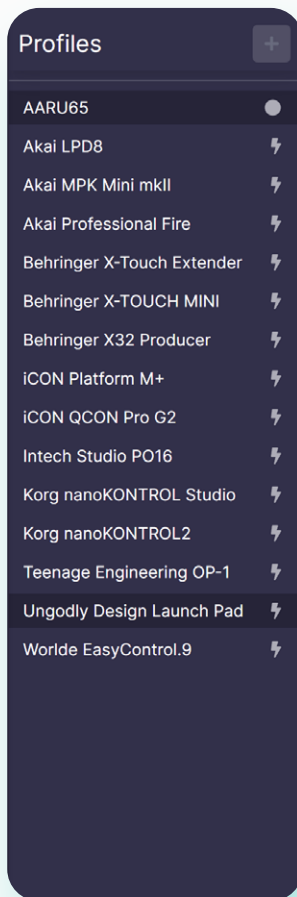 Profiles
AARU65
Akai LPD8
Akai MPK Mini mkII
Akai Professional Fire
Behringer X-Touch Extender
Behringer X-TOUCH MINI
Behringer X32 Producer
iCON Platform M+
iCON QCON Pro G2
Intech Studio PO16
Korg nanoKONTROL Studio
Korg nanoKONTROL2
Teenage Engineering OP-1
Ungodly Design Launch Pad
Worlde EasyControl.9